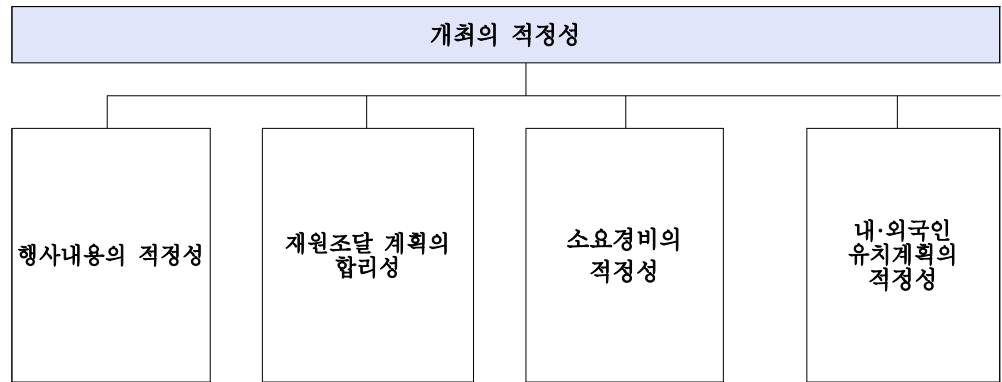 개최의 적정성
행사내용의 적정성
재원조달 계획의
합리성
소요경비의
적정성
내·외국인
유치계획의
적정성